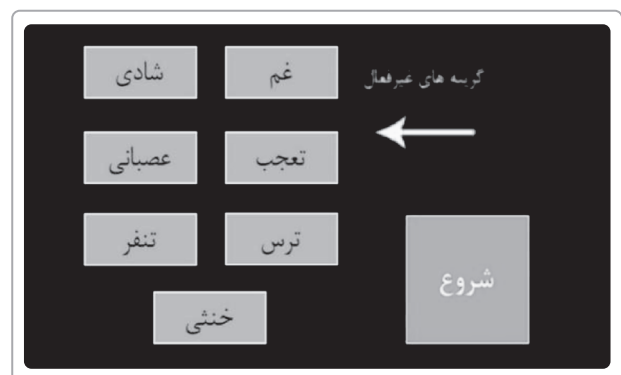 گزینه های غیرفعال
غم
شادی
تعجب
عصبانی
ترس
تنفر
خنثی
شروع